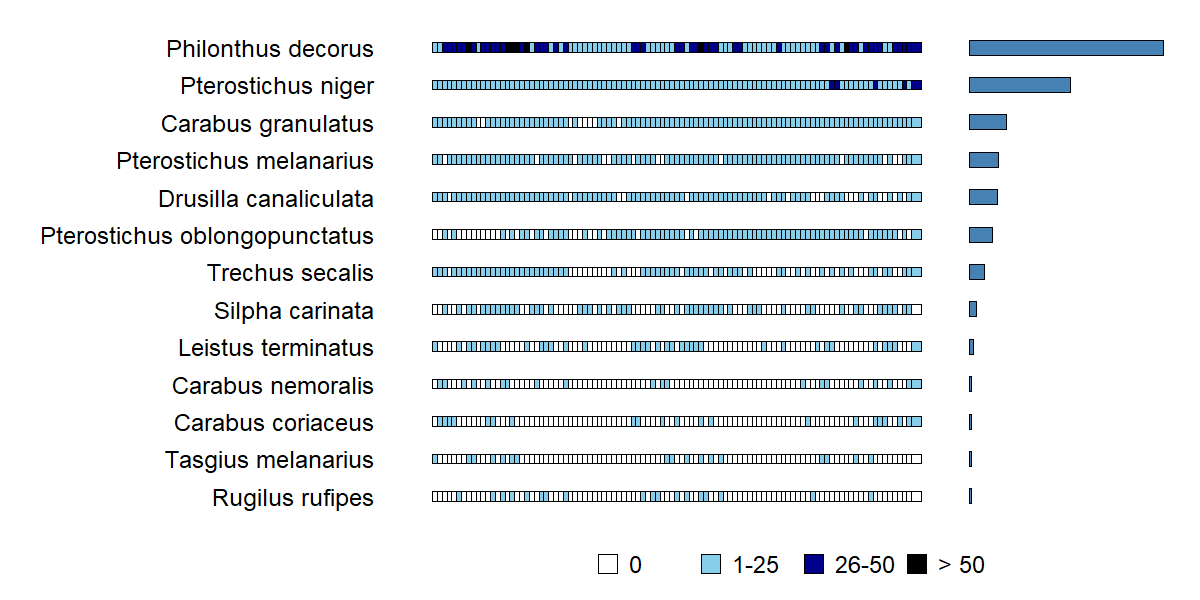 Philonthus decorus
Pterostichus niger
Carabus granulatus
Pterostichus melanarius
Drusilla canaliculata
Pterostichus oblongopunctatus
Trechus secalis
Silpha carinata
Leistus terminatus
Carabus nemoralis
Carabus coriaceus
Tasgius melanarius
Rugilus rufipes
0 1-25 26-50 > 50